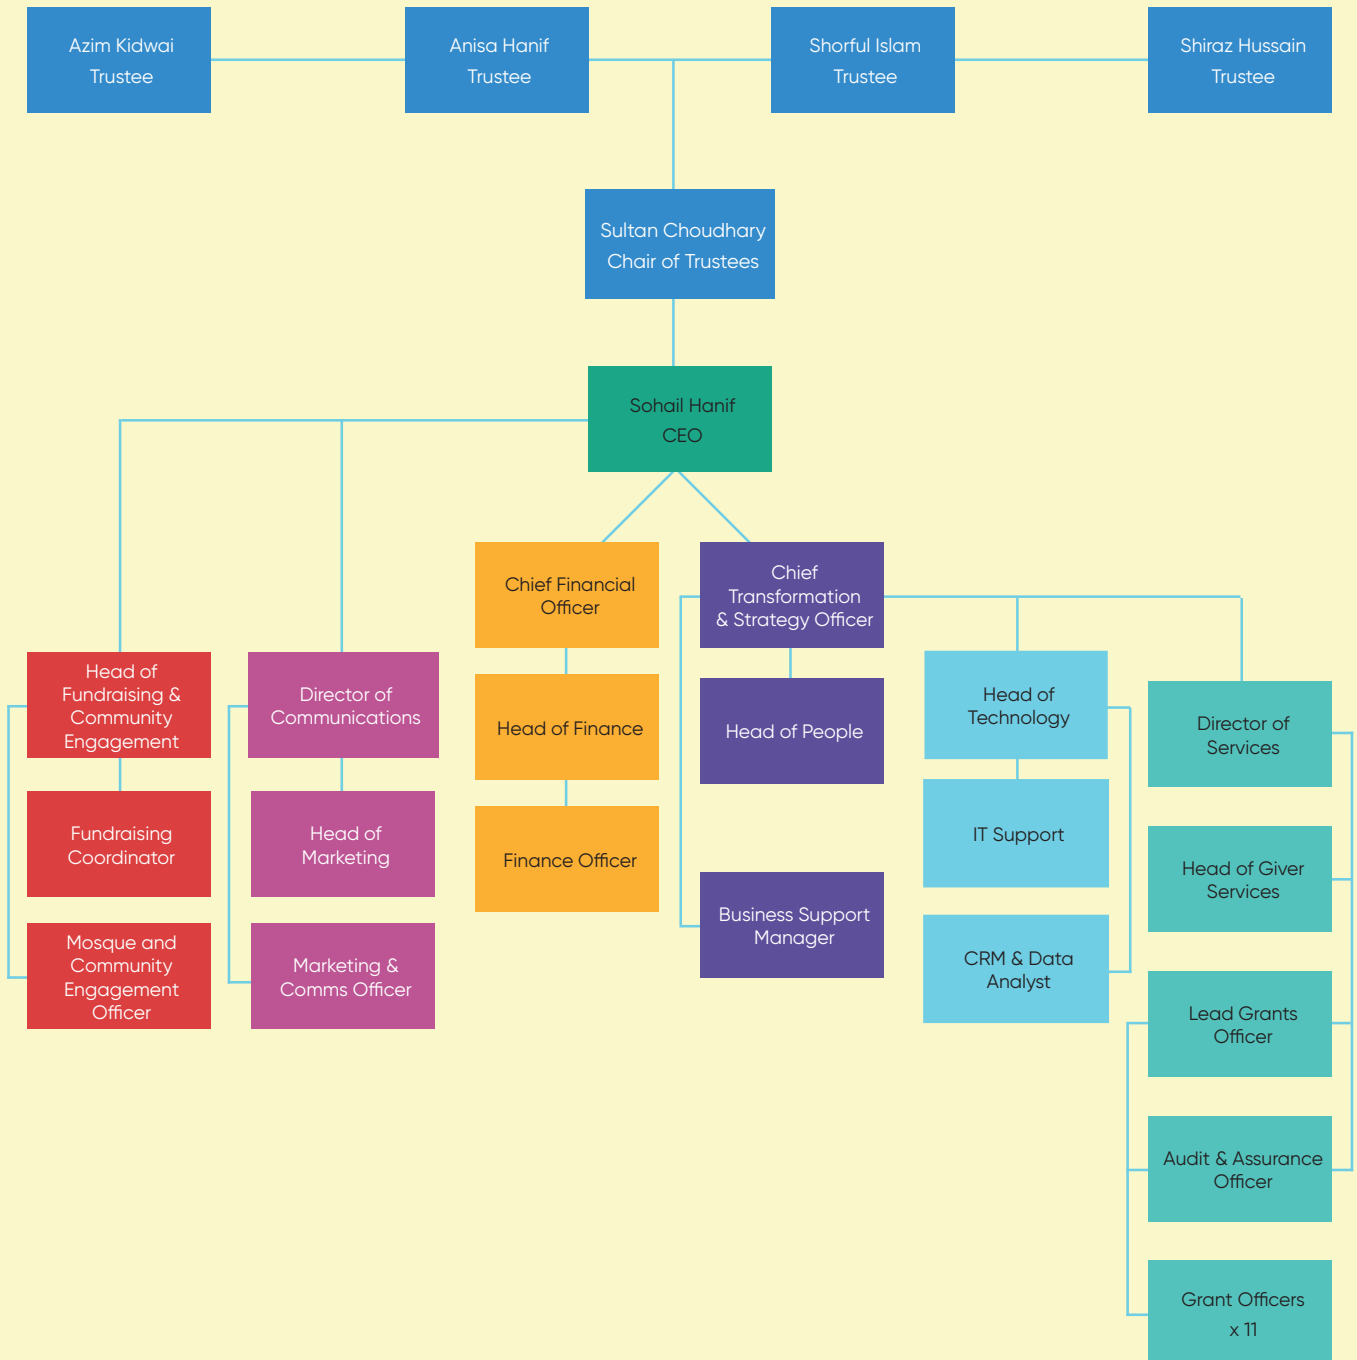 Azim Kidwai
Trustee
Anisa Hanif
Trustee
Shorful Islam
Trustee
Shiraz Hussain
Trustee
Sultan Choudhary
Chair of Trustees
Sohail Hanif
CEO
Chief Financial
Officer
Chief
Transformation
& Strategy Officer
Head of
Fundraising &
Community
Engagement
Director of
Communications
Head of Finance
Head of People
Head of
Technology
Director of
Services
Fundraising
Coordinator
Head of
Marketing
Finance Officer
IT Support
Head of Giver
Services
Mosque and
Community
Engagement
Officer
Marketing &
Comms Officer
Business Support
Manager
CRM & Data
Analyst
Lead Grants
Officer
Audit & Assurance
Officer
Grant Officers
x 11